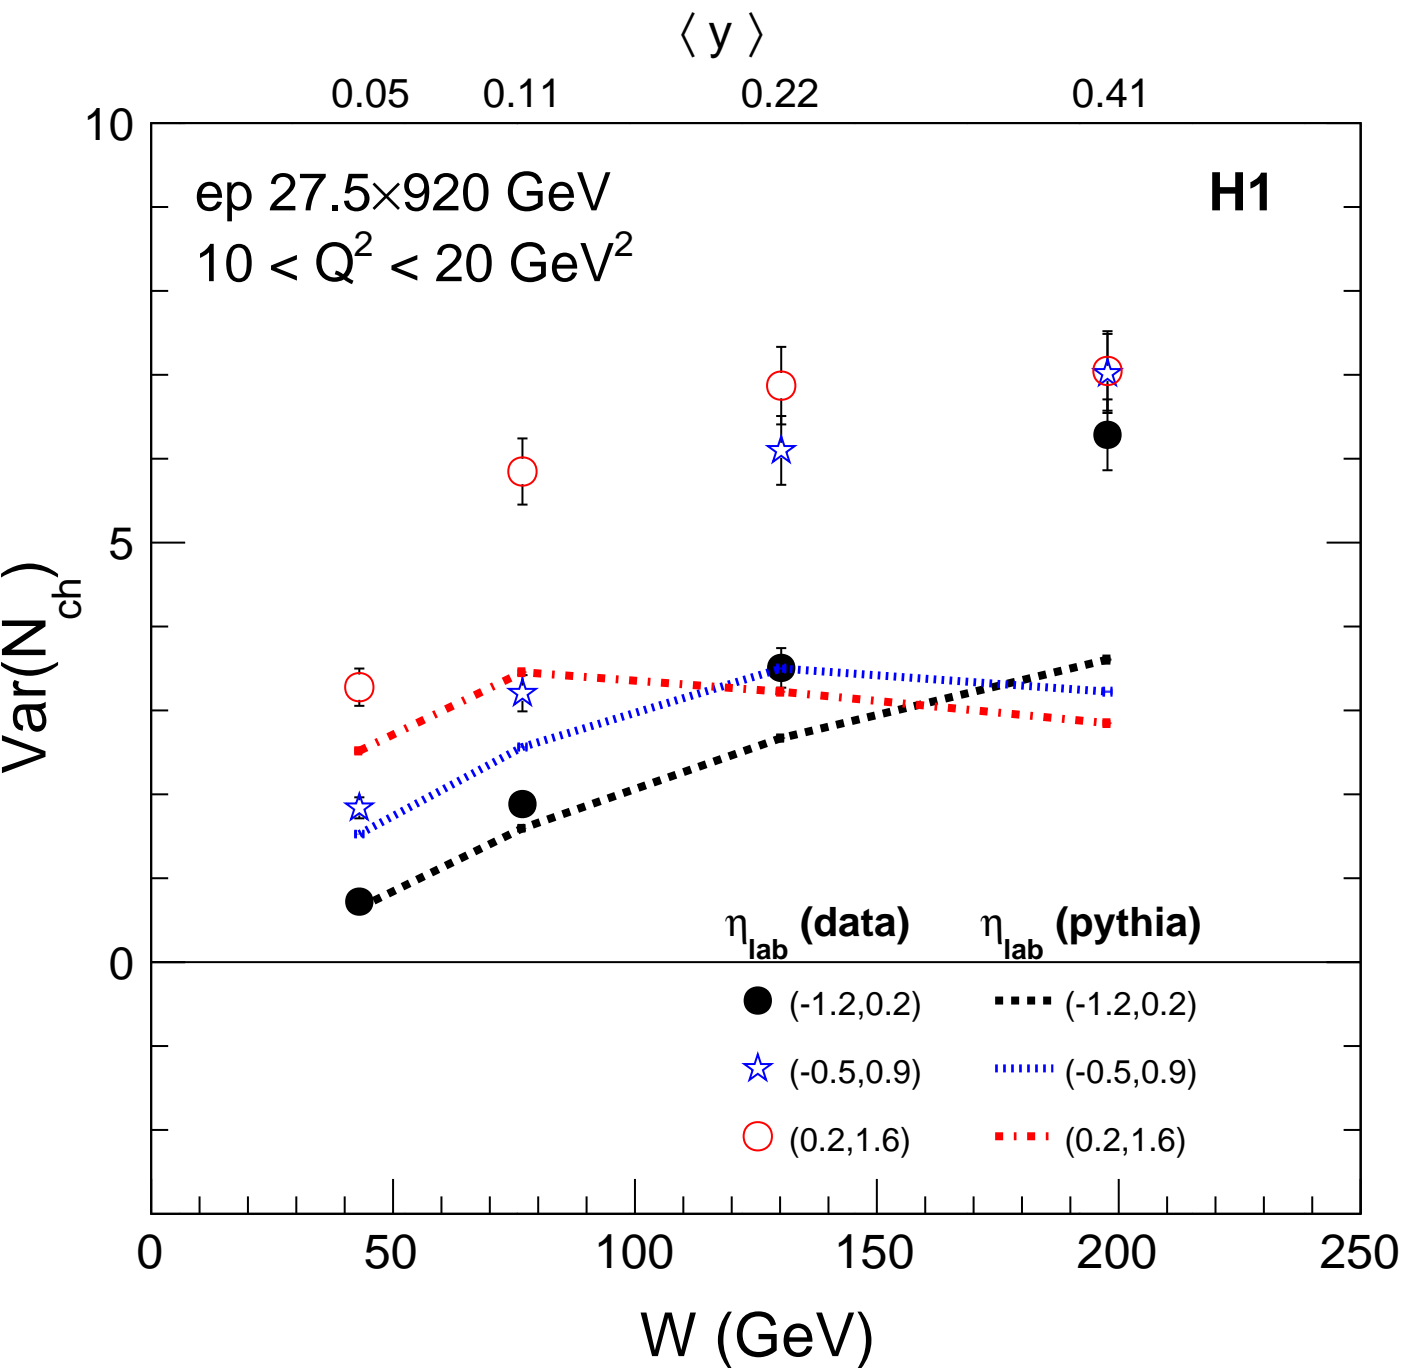 ⟨ y ⟩
0.05 0.11 0.22 0.41
10
ep 27.5×920 GeV
H1
10 < Q² < 20 GeV²
5
Var(N_ch)
η_lab (data) η_lab (pythia)
0
(-1.2,0.2) (-1.2,0.2)
(-0.5,0.9) (-0.5,0.9)
(0.2,1.6) (0.2,1.6)
0 50 100 150 200 250
W (GeV)